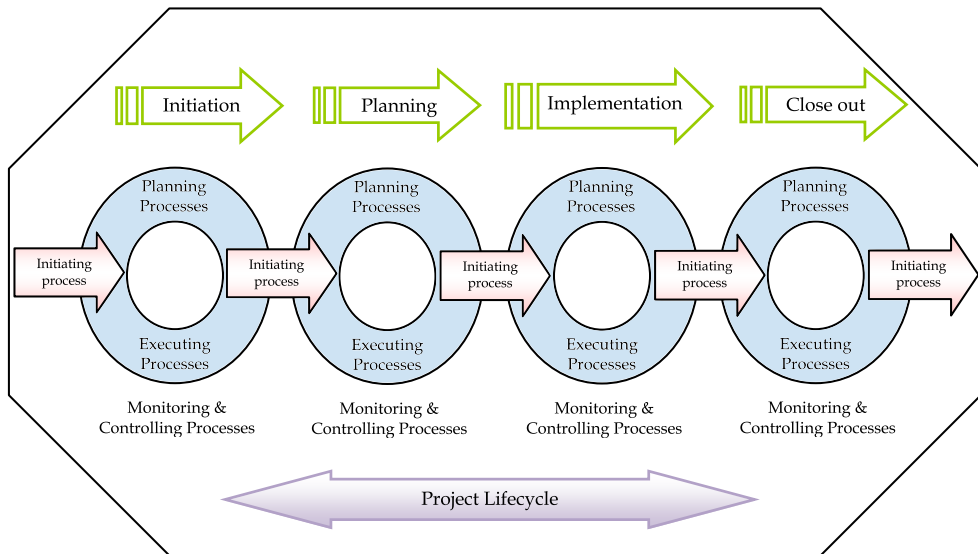 Initiation
Planning
Implementation
Close out
Planning
Processes
Planning
Processes
Planning
Processes
Planning
Processes
Initiating
process
Initiating
process
Initiating
process
Initiating
process
Initiating
process
Executing
Processes
Executing
Processes
Executing
Processes
Executing
Processes
Monitoring &
Controlling Processes
Monitoring &
Controlling Processes
Monitoring &
Controlling Processes
Monitoring &
Controlling Processes
Project Lifecycle